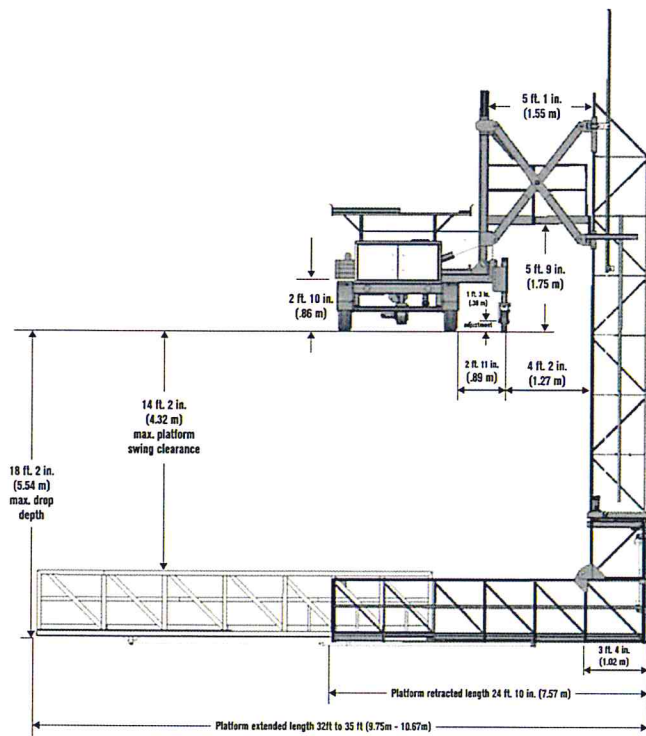 5 ft. 1 in.
(1.55 m)
5 ft. 9 in.
(1.75 m)
2 ft. 10 in.
(.86 m)
1 ft. 3 in.
(.38 m)
adjustment
2 ft. 11 in.
(.89 m)
4 ft. 2 in.
(1.27 m)
14 ft. 2 in.
(4.32 m)
max. platform
swing clearance
18 ft. 2 in.
(5.54 m)
max. drop
depth
3 ft. 4 in.
(1.02 m)
Platform retracted length 24 ft. 10 in. (7.57 m)
Platform extended length 32ft to 35 ft (9.75m - 10.67m)